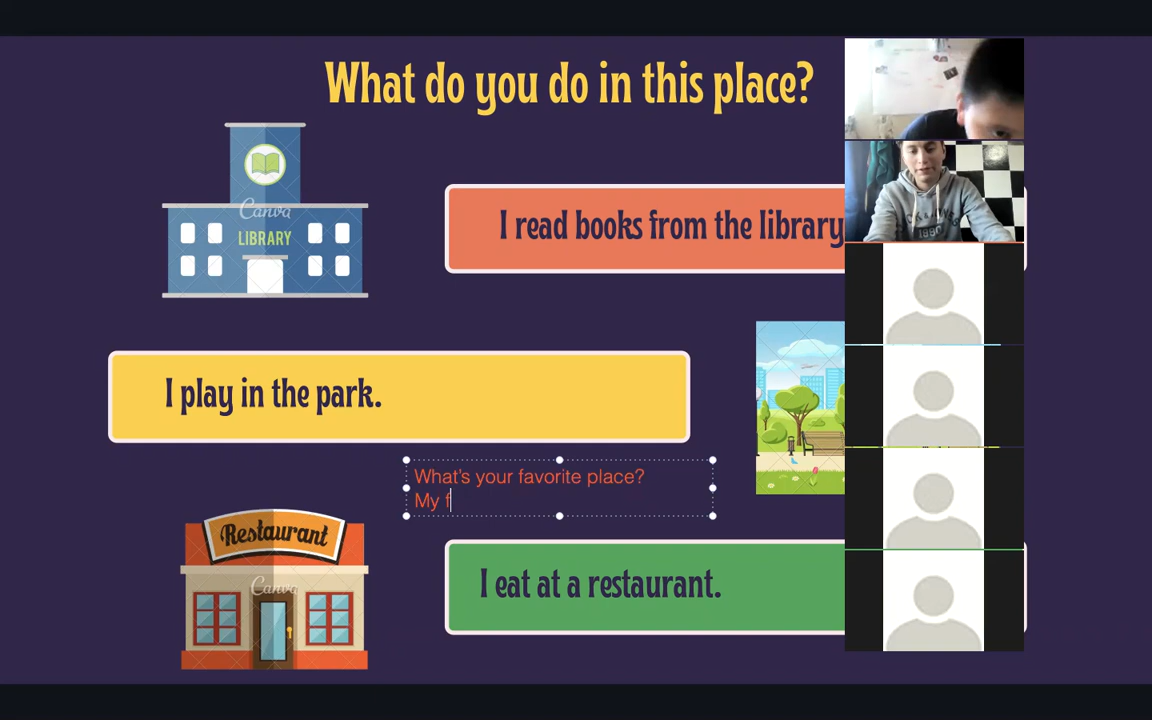 What do you do in this place?
Canva
LIBRARY
I read books from the library
I play in the park.
What's your favorite place?
My f
Restaurant
Canva
I eat at a restaurant.